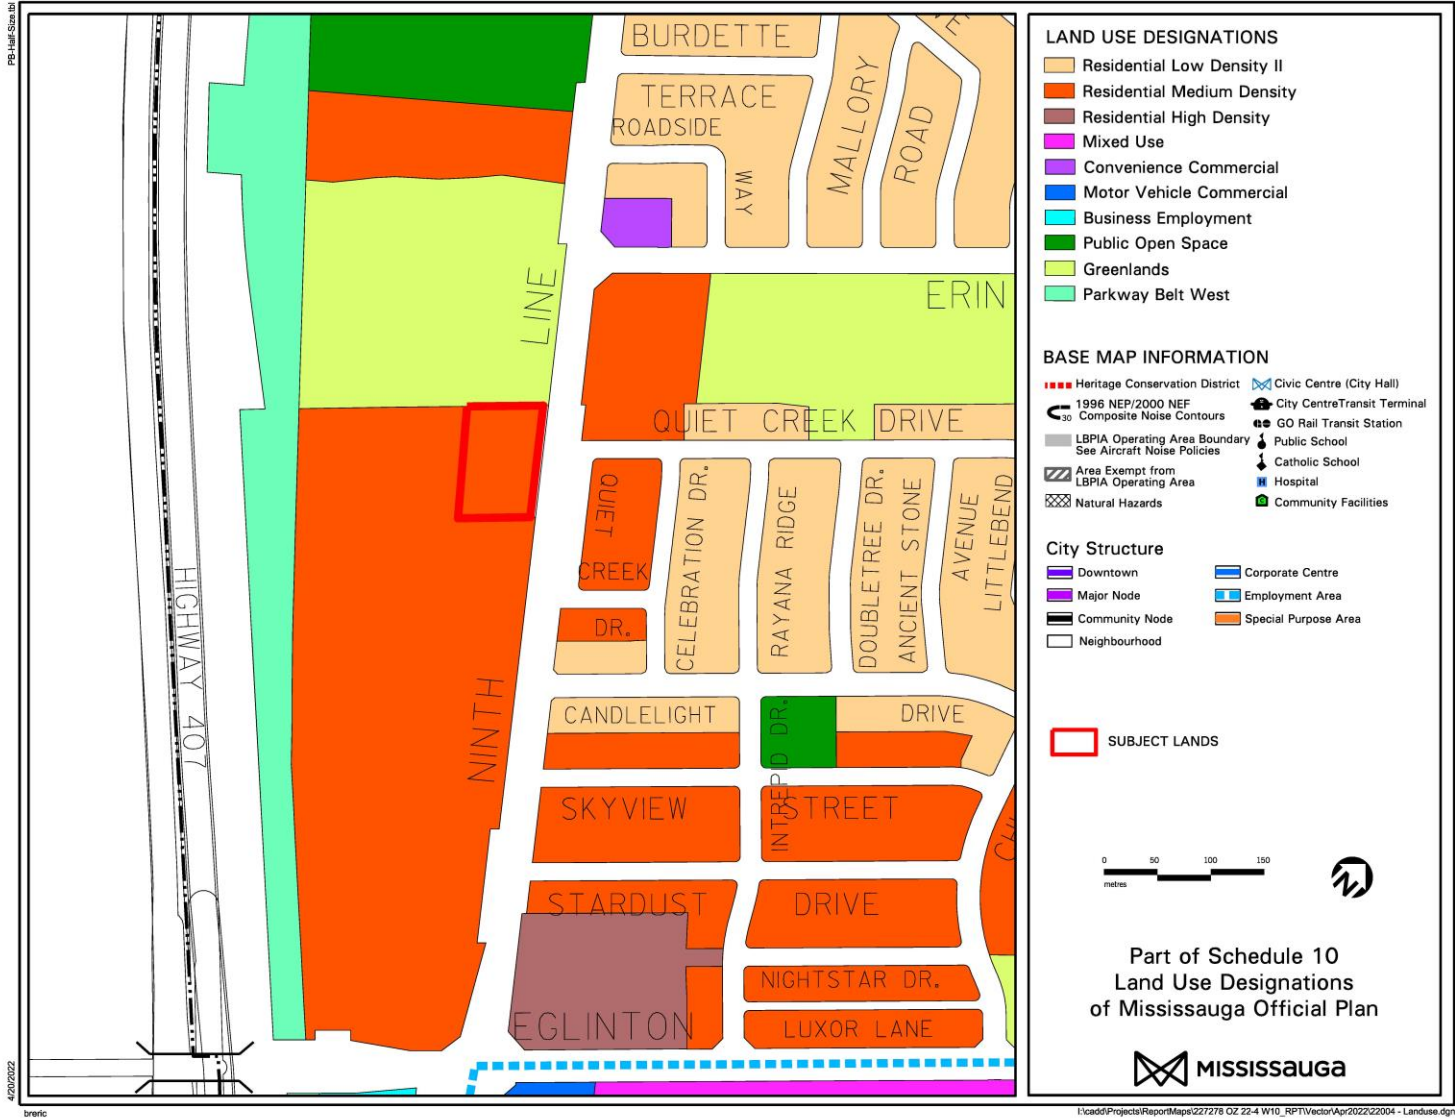 PB-Half-Size.tbl
BURDETTE
TERRACE
ROADSIDE
WAY
MALLORY
ROAD
LINE
ERIN
QUIET CREEK DRIVE
QUIET
CREEK
DR.
CELEBRATION DR.
RAYANA RIDGE
DOUBLETREE DR.
ANCIENT STONE
AVENUE
LITTLEBEND
HIGHWAY 407
NINTH
CANDLELIGHT
INTREPID DR.
DRIVE
SKYVIEW
STREET
STARDUST
DRIVE
NIGHTSTAR DR.
EGLINTON
LUXOR LANE
LAND USE DESIGNATIONS
Residential Low Density II
Residential Medium Density
Residential High Density
Mixed Use
Convenience Commercial
Motor Vehicle Commercial
Business Employment
Public Open Space
Greenlands
Parkway Belt West
BASE MAP INFORMATION
Heritage Conservation District
1996 NEP/2000 NEF
Composite Noise Contours
30
LBPIA Operating Area Boundary
See Aircraft Noise Policies
Area Exempt from
LBPIA Operating Area
Natural Hazards
Civic Centre (City Hall)
City CentreTransit Terminal
GO Rail Transit Station
Public School
Catholic School
H Hospital
Community Facilities
City Structure
Downtown
Major Node
Community Node
Neighbourhood
Corporate Centre
Employment Area
Special Purpose Area
SUBJECT LANDS
0 50 100 150
metres
Part of Schedule 10
Land Use Designations
of Mississauga Official Plan
MISSISSAUGA
4/20/2022
breric
I:\cadd\Projects\ReportMaps\227278 OZ 22-4 W10_RPT\Vector\Apr2022\22004 - Landuse.dgn